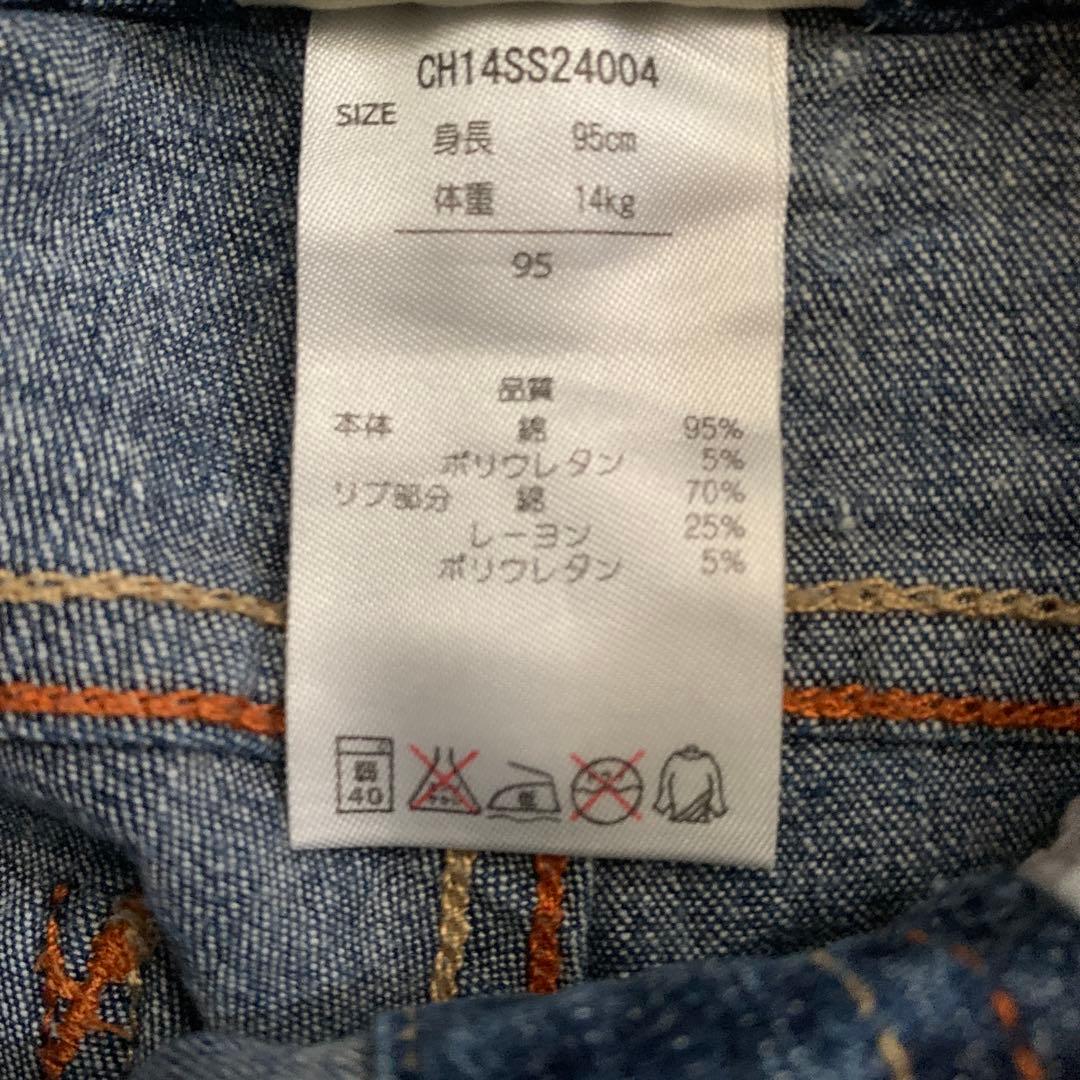 CH14SS24004
SIZE
身長 95cm
体重 14kg
95
品質
本体 綿 95%
ポリウレタン 5%
リブ部分 綿 70%
レーヨン 25%
ポリウレタン 5%
弱 40